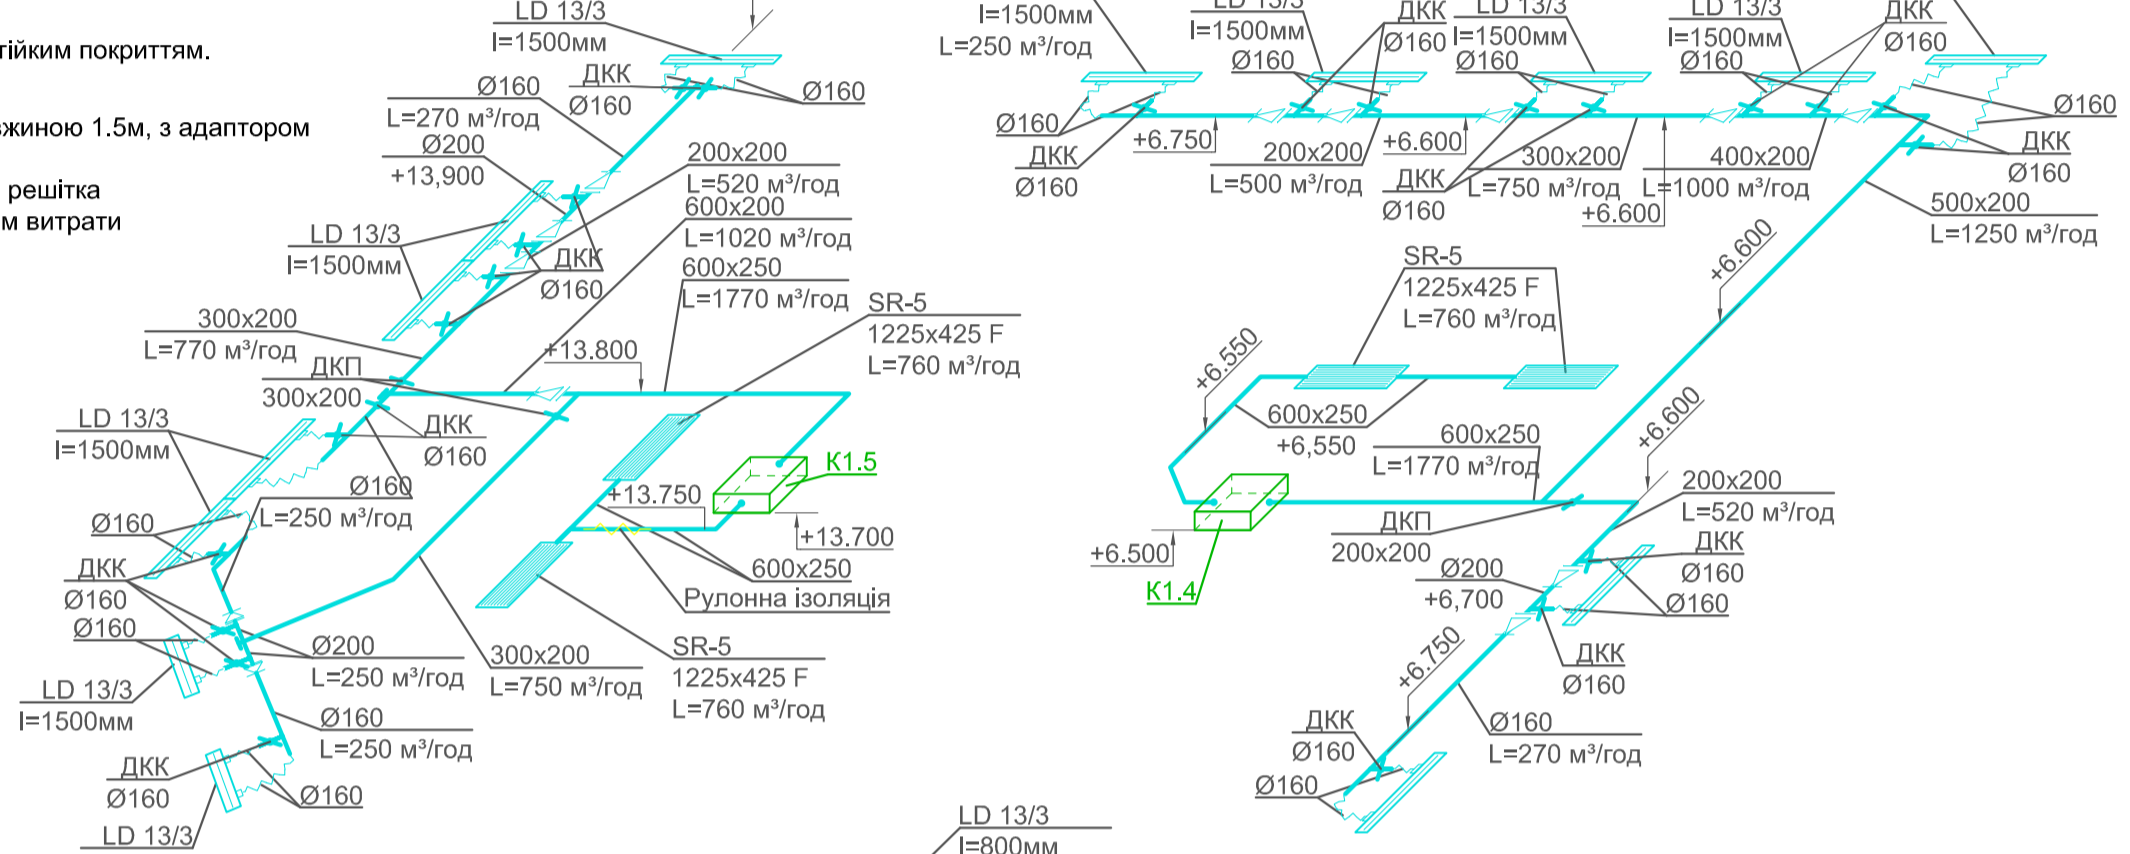 тійким покриттям.
жиною 1.5м, з адаптором
решітка
м витрати
LD 13/3
l=1500мм
ДКК
Ø160
Ø160
Ø160
L=270 м³/год
Ø200
+13,900
200x200
L=520 м³/год
600x200
L=1020 м³/год
600x250
L=1770 м³/год
LD 13/3
l=1500мм
ДКК
Ø160
SR-5
1225x425 F
L=760 м³/год
300x200
L=770 м³/год
+13.800
ДКП
300x200
LD 13/3
l=1500мм
ДКК
Ø160
K1.5
Ø160
L=250 м³/год
+13.750
+13.700
Ø160
ДКК
Ø160
Ø160
600x250
Рулонна ізоляція
Ø200
L=250 м³/год
300x200
L=750 м³/год
SR-5
1225x425 F
L=760 м³/год
LD 13/3
l=1500мм
Ø160
L=250 м³/год
ДКК
Ø160
Ø160
LD 13/3
l=1500мм
L=250 м³/год
LD 13/3
l=1500мм
Ø160
ДКК
Ø160
LD 13/3
l=1500мм
Ø160
LD 13/3
l=1500мм
Ø160
ДКК
Ø160
Ø160
Ø160
ДКК
Ø160
+6.750
200x200
L=500 м³/год
+6.600
ДКК
Ø160
300x200
L=750 м³/год
+6.600
400x200
L=1000 м³/год
ДКК
Ø160
500x200
L=1250 м³/год
+6.600
SR-5
1225x425 F
L=760 м³/год
+6.550
600x250
+6,550
600x250
L=1770 м³/год
+6.600
200x200
L=520 м³/год
ДКП
200x200
+6.500
K1.4
ДКК
Ø160
Ø200
+6,700
Ø160
ДКК
Ø160
+6.750
Ø160
L=270 м³/год
ДКК
Ø160
Ø160
LD 13/3
l=800мм